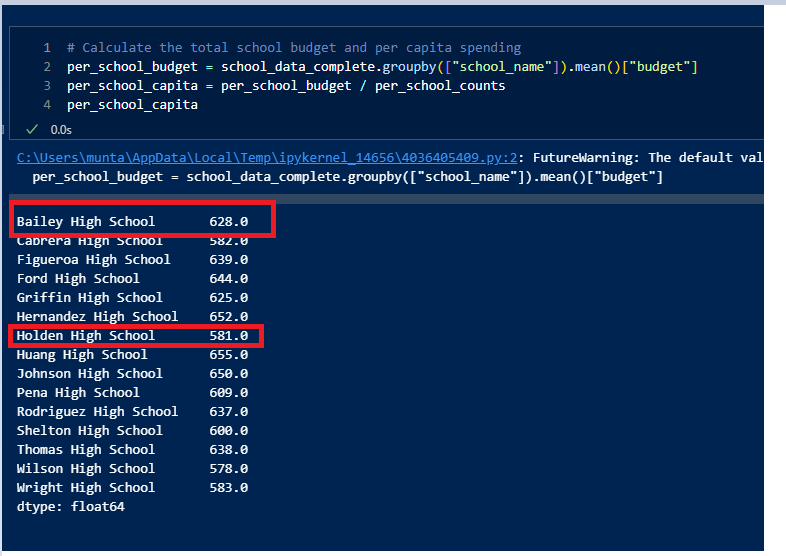 1 # Calculate the total school budget and per capita spending
2 per_school_budget = school_data_complete.groupby(["school_name"]).mean()["budget"]
3 per_school_capita = per_school_budget / per_school_counts
4 per_school_capita
0.0s
C:\Users\munta\AppData\Local\Temp\ipykernel_14656\4036405409.py:2: FutureWarning: The default val
per_school_budget = school_data_complete.groupby(["school_name"]).mean()["budget"]
Bailey High School 628.0
Cabrera High School 582.0
Figueroa High School 639.0
Ford High School 644.0
Griffin High School 625.0
Hernandez High School 652.0
Holden High School 581.0
Huang High School 655.0
Johnson High School 650.0
Pena High School 609.0
Rodriguez High School 637.0
Shelton High School 600.0
Thomas High School 638.0
Wilson High School 578.0
Wright High School 583.0
dtype: float64